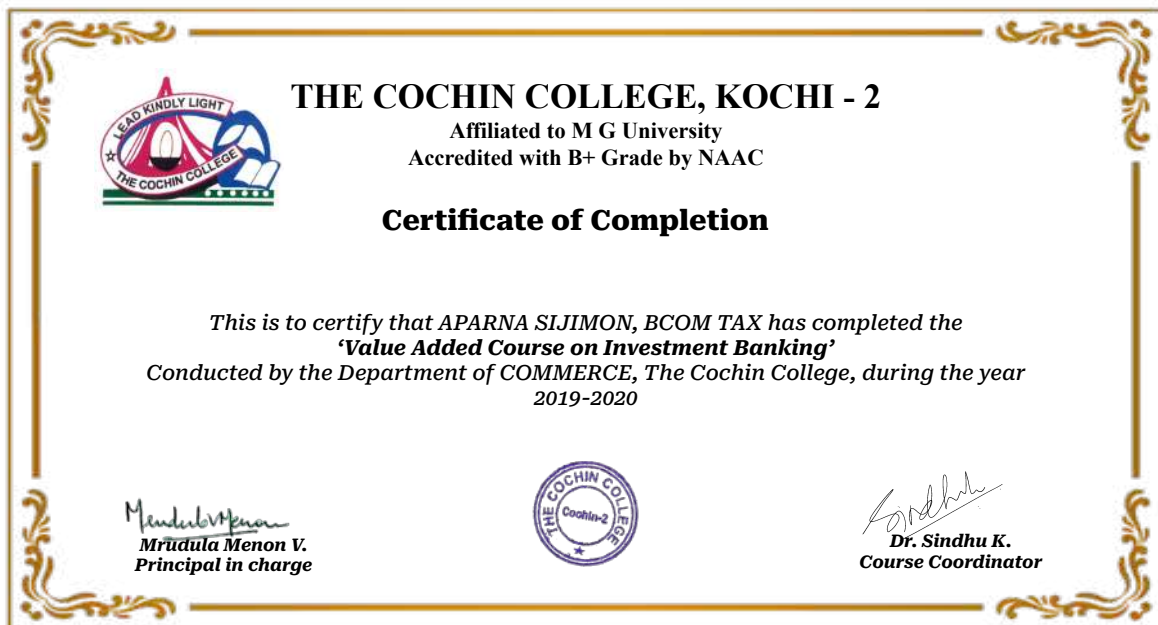 LEAD KINDLY LIGHT
THE COCHIN COLLEGE
THE COCHIN COLLEGE, KOCHI - 2
Affiliated to M G University
Accredited with B+ Grade by NAAC
Certificate of Completion
This is to certify that APARNA SIJIMON, BCOM TAX has completed the
‘Value Added Course on Investment Banking’
Conducted by the Department of COMMERCE, The Cochin College, during the year
2019-2020
MrudulaVMenon
Mrudula Menon V.
Principal in charge
THE COCHIN COLLEGE
Cochin-2
Sindhu
Dr. Sindhu K.
Course Coordinator